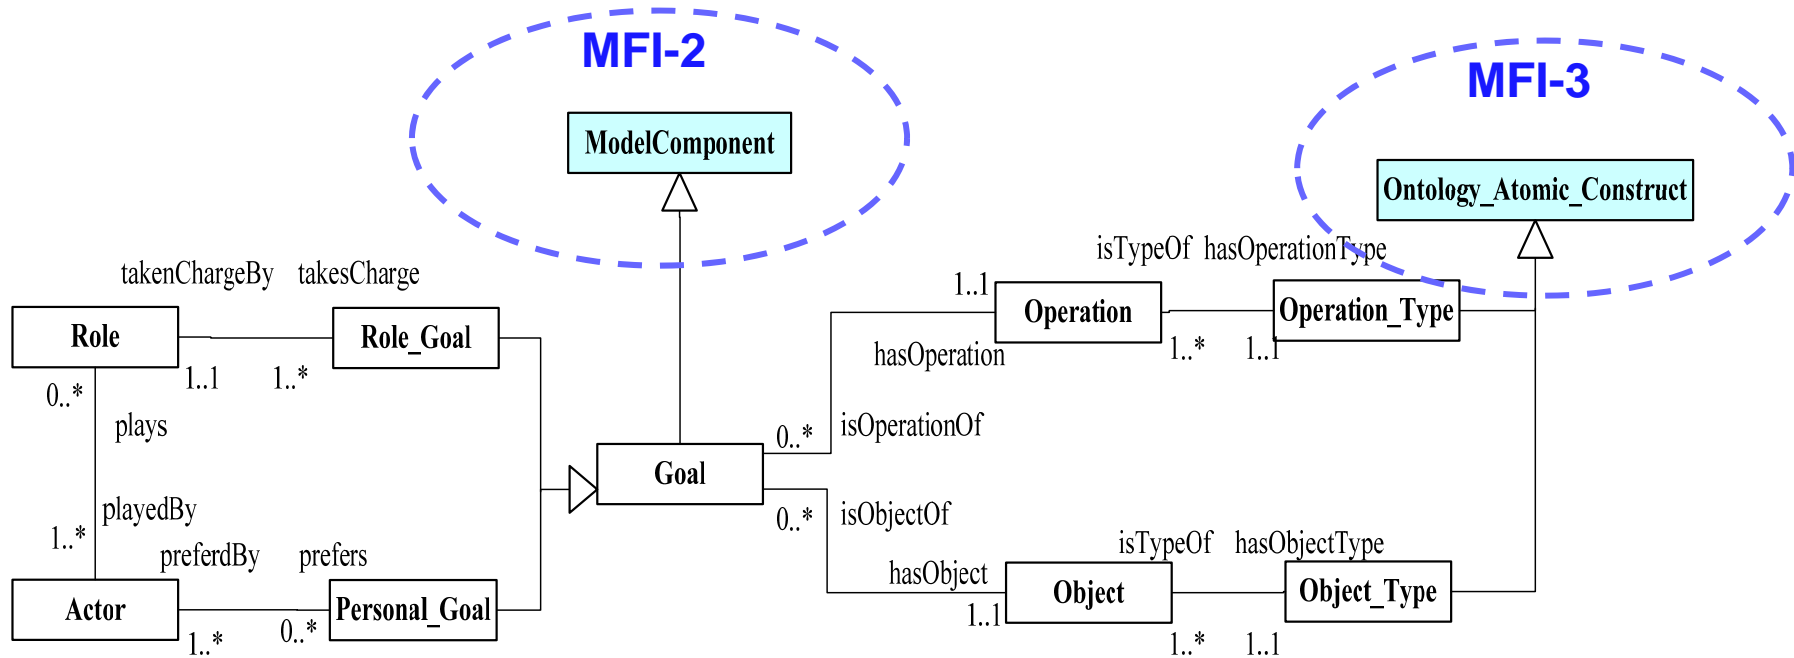 MFI-2
MFI-3
ModelComponent
Ontology_Atomic_Construct
isTypeOf hasOperationType
takenChargeBy takesCharge
1..1
Role
Role_Goal
Operation
Operation_Type
hasOperation
1..* 1..1
0..*
1..1 1..*
plays
isOperationOf
0..*
Goal
playedBy
isObjectOf
0..*
1..*
preferdBy prefers
isTypeOf hasObjectType
hasObject
Actor
Personal_Goal
Object
Object_Type
1..1
1..* 0..*
1..* 1..1